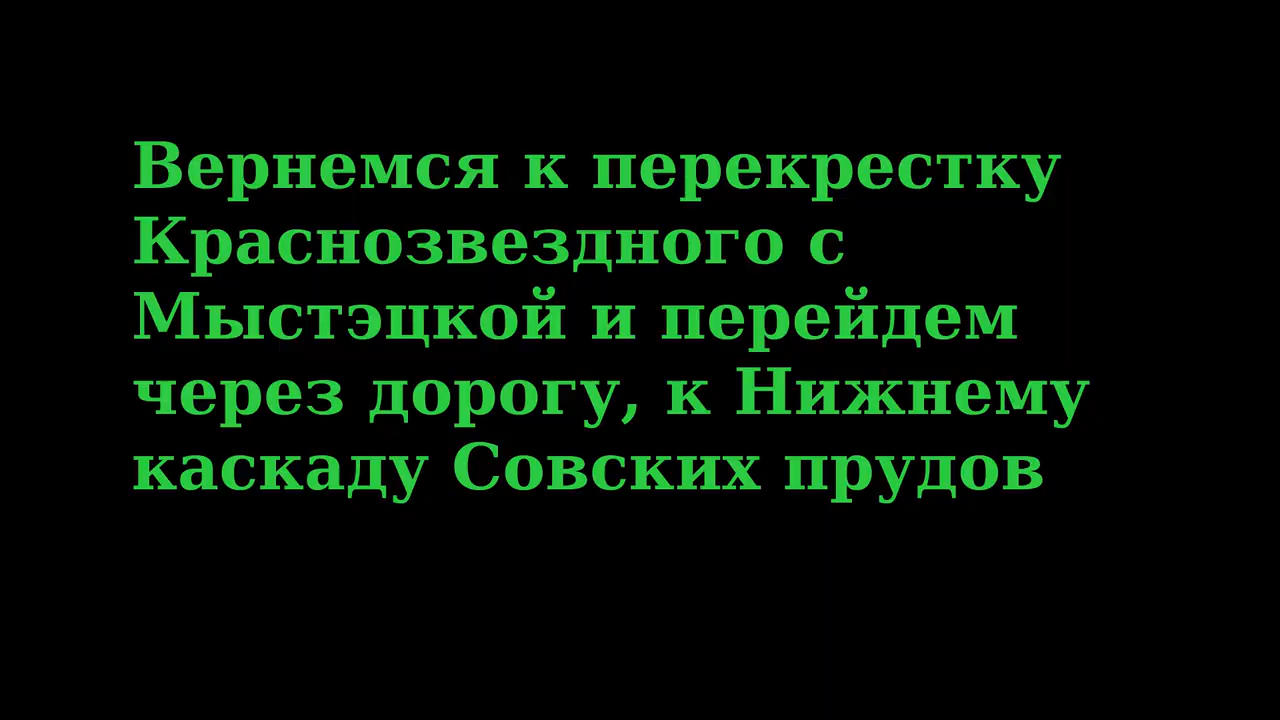 Вернемся к перекрестку
Краснозвездного с
Мыстэцкой и перейдем
через дорогу, к Нижнему
каскаду Совских прудов